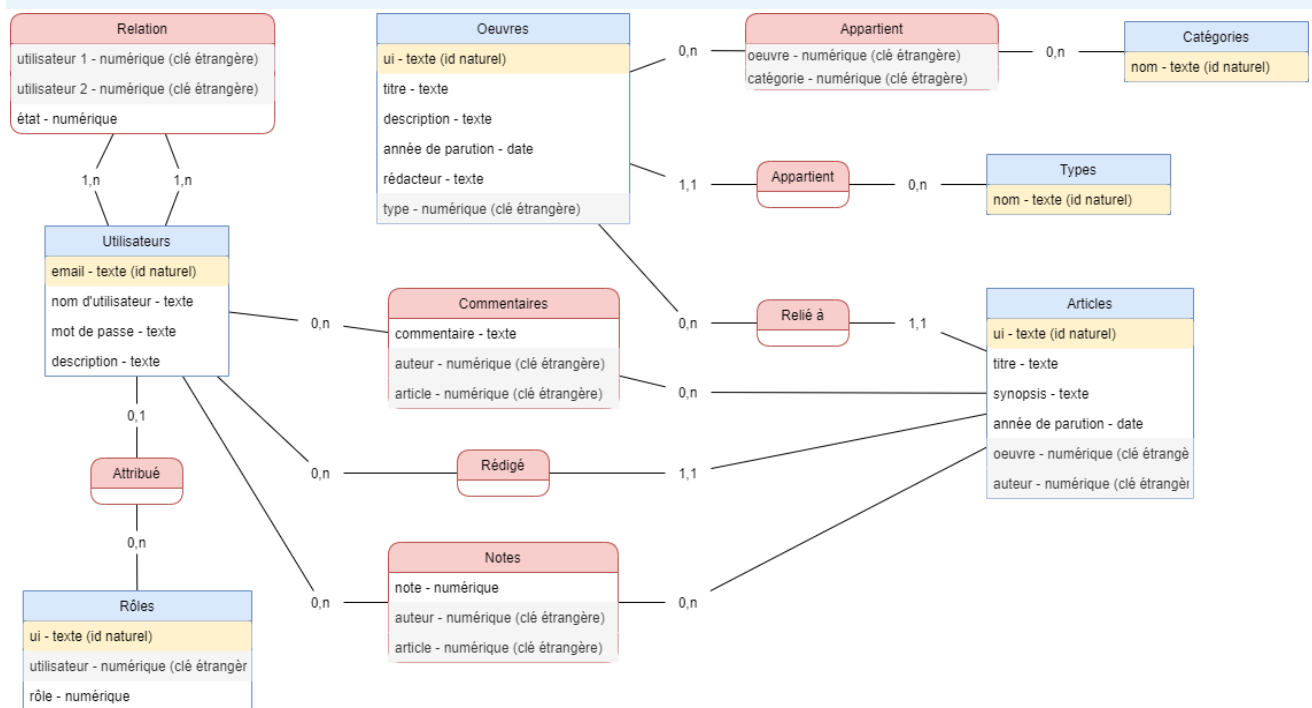 Relation
utilisateur 1 - numérique (clé étrangère)
utilisateur 2 - numérique (clé étrangère)
état - numérique
1,n
1,n
Oeuvres
ui - texte (id naturel)
titre - texte
description - texte
année de parution - date
rédacteur - texte
type - numérique (clé étrangère)
0,n
Appartient
oeuvre - numérique (clé étragère)
catégorie - numérique (clé étragère)
0,n
Catégories
nom - texte (id naturel)
1,1
Appartient
0,n
Types
nom - texte (id naturel)
Utilisateurs
email - texte (id naturel)
nom d'utilisateur - texte
mot de passe - texte
description - texte
0,n
Commentaires
commentaire - texte
auteur - numérique (clé étrangère)
article - numérique (clé étrangère)
0,n
0,n
Relié à
1,1
Articles
ui - texte (id naturel)
titre - texte
synopsis - texte
année de parution - date
oeuvre - numérique (clé étrangè
auteur - numérique (clé étrangèr
0,1
Attribué
0,n
0,n
Rédigé
1,1
Rôles
ui - texte (id naturel)
utilisateur - numérique (clé étrangèr
rôle - numérique
0,n
Notes
note - numérique
auteur - numérique (clé étrangère)
article - numérique (clé étrangère)
0,n